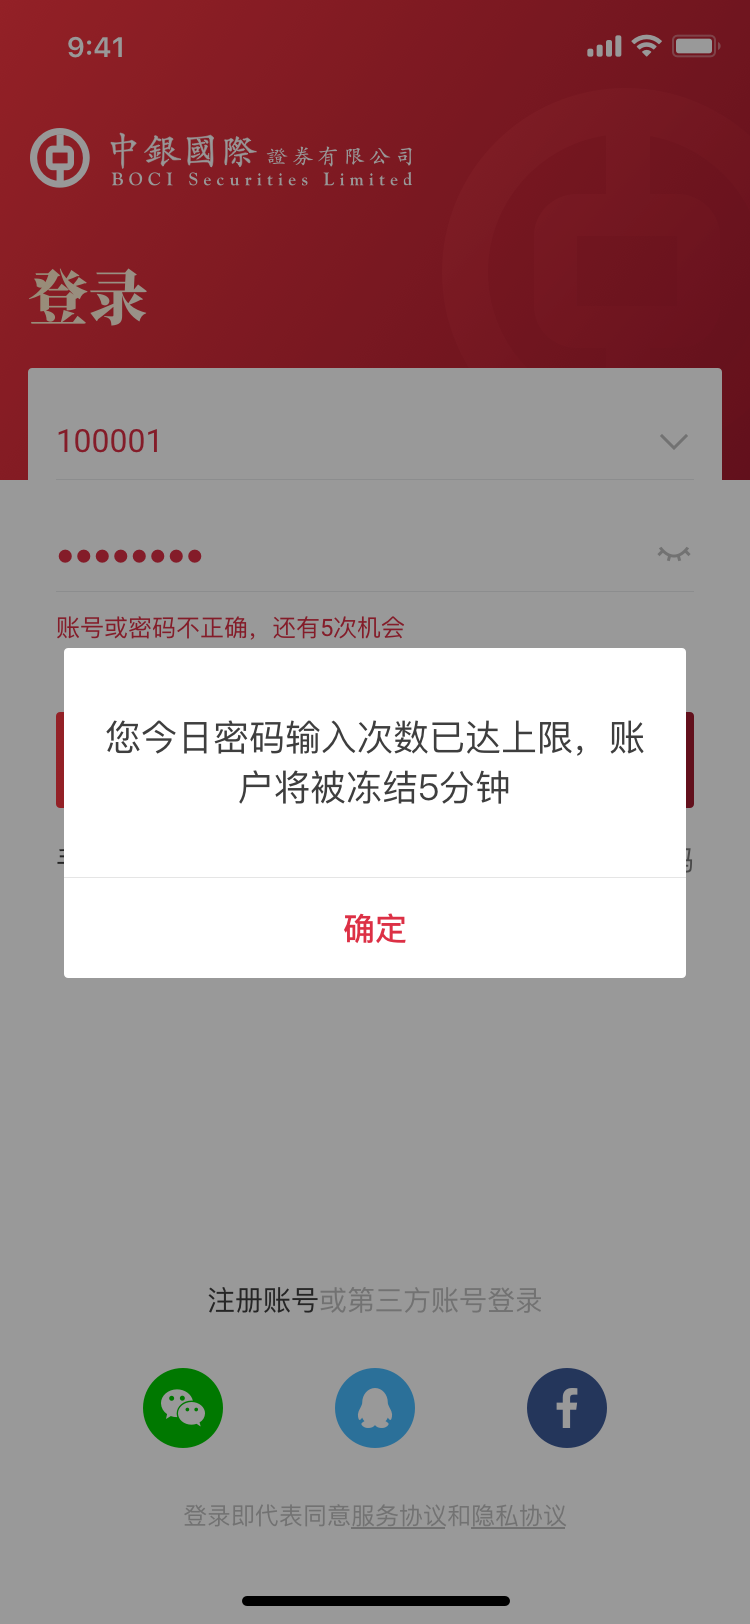 9:41
中銀國際 證券有限公司
BOCI Securities Limited
登录
100001
账号或密码不正确，还有5次机会
您今日密码输入次数已达上限，账
户将被冻结5分钟
确定
注册账号或第三方账号登录
登录即代表同意服务协议和隐私协议